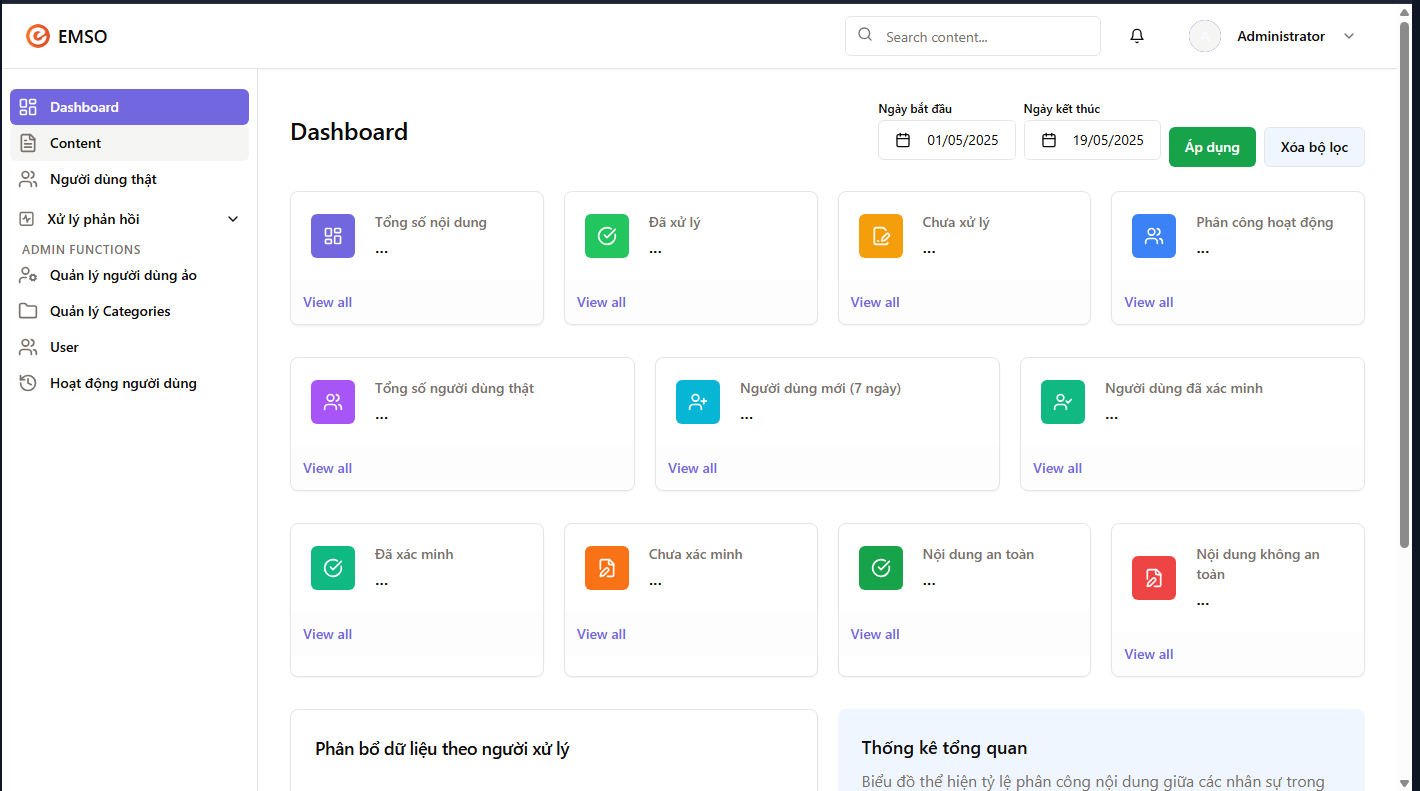 EMSO
Search content...
Administrator
Dashboard
Content
Người dùng thật
Xử lý phản hồi
ADMIN FUNCTIONS
Quản lý người dùng ảo
Quản lý Categories
User
Hoạt động người dùng
Dashboard
Ngày bắt đầu
01/05/2025
Ngày kết thúc
19/05/2025
Áp dụng
Xóa bộ lọc
Tổng số nội dung
...
View all
Đã xử lý
...
View all
Chưa xử lý
...
View all
Phân công hoạt động
...
View all
Tổng số người dùng thật
...
View all
Người dùng mới (7 ngày)
...
View all
Người dùng đã xác minh
...
View all
Đã xác minh
...
View all
Chưa xác minh
...
View all
Nội dung an toàn
...
View all
Nội dung không an
toàn
...
View all
Phân bổ dữ liệu theo người xử lý
Thống kê tổng quan
Biểu đồ thể hiện tỷ lệ phân công nội dung giữa các nhân sự trong